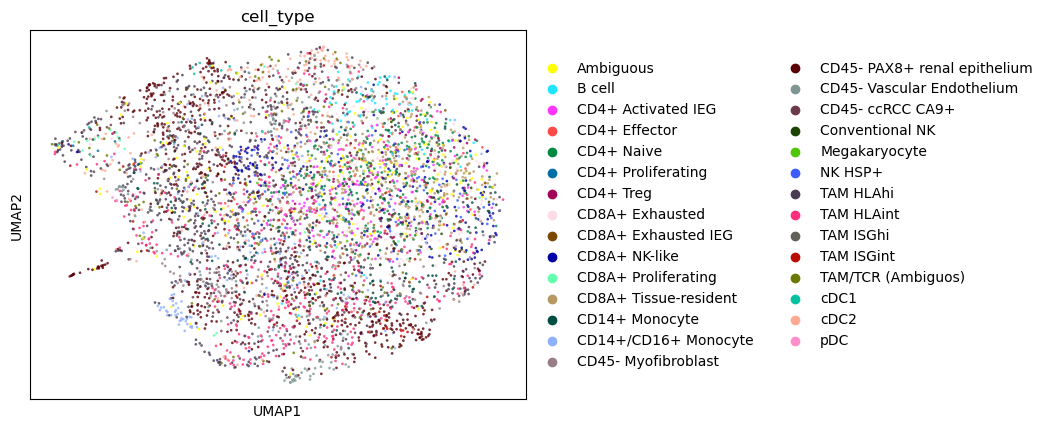 cell_type
UMAP2
UMAP1
Ambiguous
B cell
CD4+ Activated IEG
CD4+ Effector
CD4+ Naive
CD4+ Proliferating
CD4+ Treg
CD8A+ Exhausted
CD8A+ Exhausted IEG
CD8A+ NK-like
CD8A+ Proliferating
CD8A+ Tissue-resident
CD14+ Monocyte
CD14+/CD16+ Monocyte
CD45- Myofibroblast
CD45- PAX8+ renal epithelium
CD45- Vascular Endothelium
CD45- ccRCC CA9+
Conventional NK
Megakaryocyte
NK HSP+
TAM HLAhi
TAM HLAint
TAM ISGhi
TAM ISGint
TAM/TCR (Ambiguos)
cDC1
cDC2
pDC